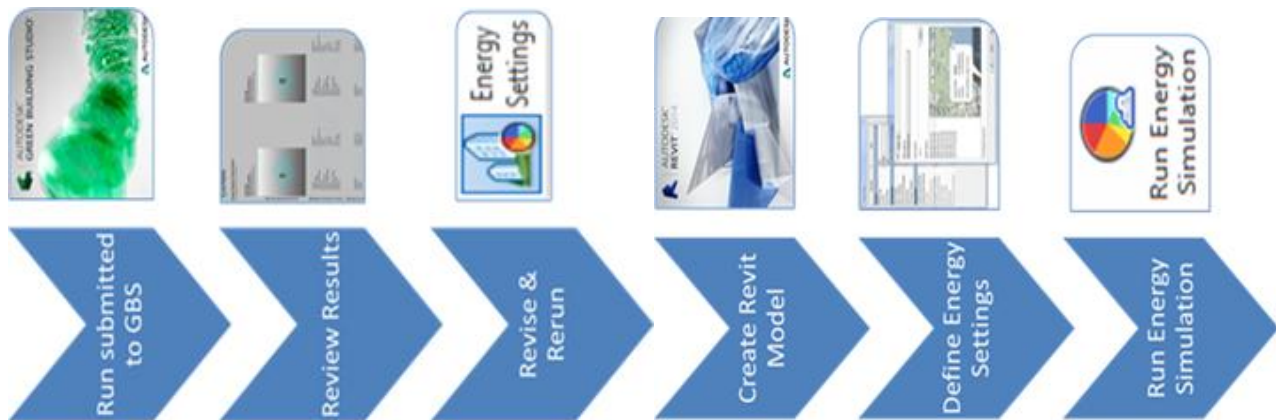 Run submitted
to GBS
AUTODESK
GREEN BUILDING STUDIO
AUTODESK
Review Results
Revise &
Rerun
Energy
Settings
Create Revit
Model
AUTODESK
REVIT 2014
AUTODESK
Define Energy
Settings
Run Energy
Simulation
Run Energy
Simulation